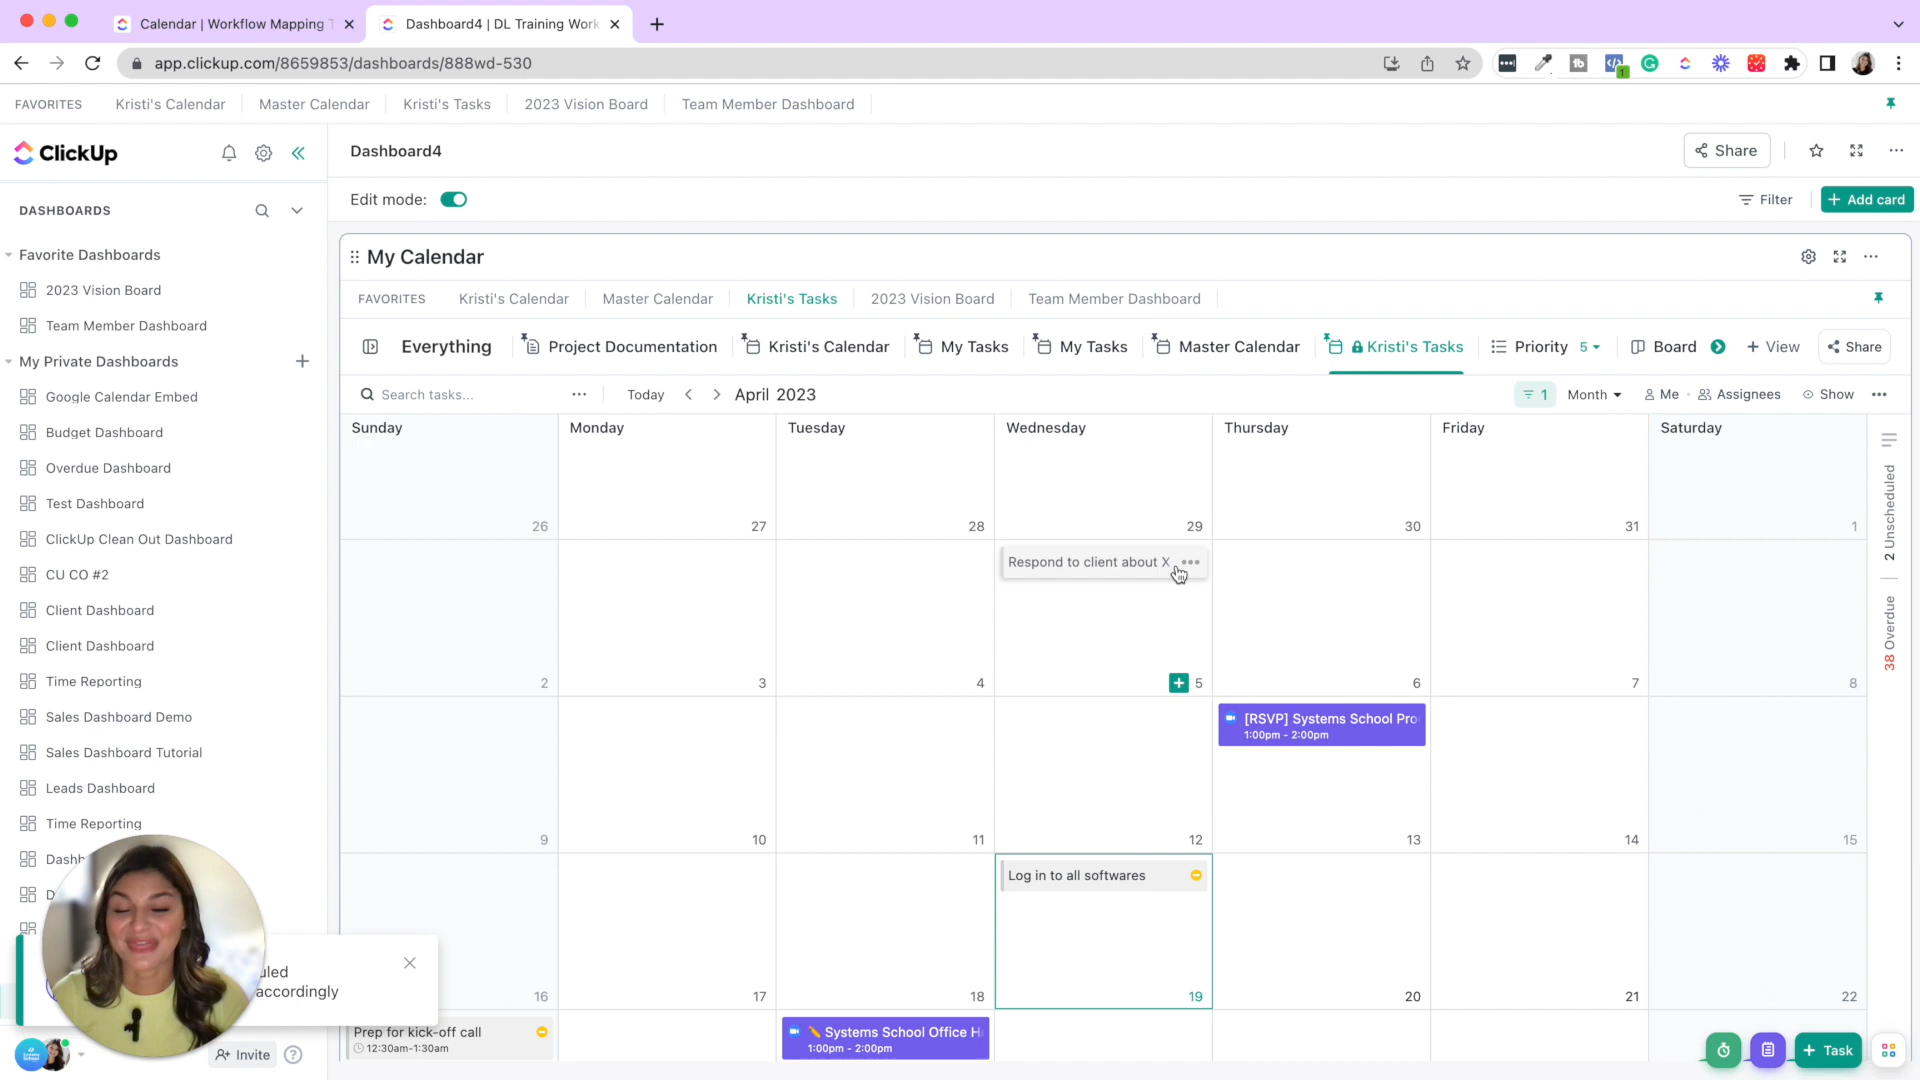 Calendar | Workflow Mapping T
Dashboard4 | DL Training Work
app.clickup.com/8659853/dashboards/888wd-530
1
FAVORITES
Kristi's Calendar
Master Calendar
Kristi's Tasks
2023 Vision Board
Team Member Dashboard
ClickUp
Dashboard4
Share
DASHBOARDS
Edit mode:
Filter
+ Add card
Favorite Dashboards
2023 Vision Board
Team Member Dashboard
My Private Dashboards
Google Calendar Embed
Budget Dashboard
Overdue Dashboard
Test Dashboard
ClickUp Clean Out Dashboard
CU CO #2
Client Dashboard
Client Dashboard
Time Reporting
Sales Dashboard Demo
Sales Dashboard Tutorial
Leads Dashboard
Time Reporting
Dashb
D
uled
accordingly
Invite
My Calendar
FAVORITES
Kristi's Calendar
Master Calendar
Kristi's Tasks
2023 Vision Board
Team Member Dashboard
Everything
Project Documentation
Kristi's Calendar
My Tasks
My Tasks
Master Calendar
Kristi's Tasks
Priority 5
Board
+ View
Share
Search tasks...
Today
April 2023
1
Month
Me
Assignees
Show
Sunday Monday Tuesday Wednesday Thursday Friday Saturday
26 27 28 29 30 31 1
Respond to client about X
2 3 4 5 6 7 8
[RSVP] Systems School Pro
1:00pm - 2:00pm
9 10 11 12 13 14 15
Log in to all softwares
16 17 18 19 20 21 22
Prep for kick-off call
12:30am-1:30am
Systems School Office H
1:00pm - 2:00pm
2 Unscheduled
38 Overdue
+ Task